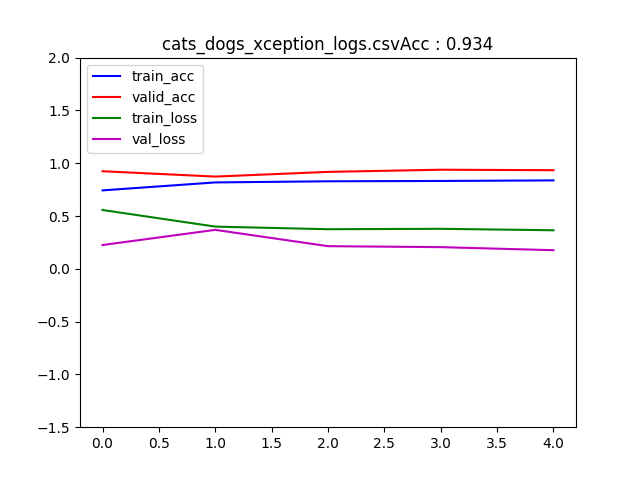 cats_dogs_xception_logs.csvAcc : 0.934
2.0
1.5
1.0
0.5
0.0
−0.5
−1.0
−1.5
train_acc
valid_acc
train_loss
val_loss
0.0 0.5 1.0 1.5 2.0 2.5 3.0 3.5 4.0